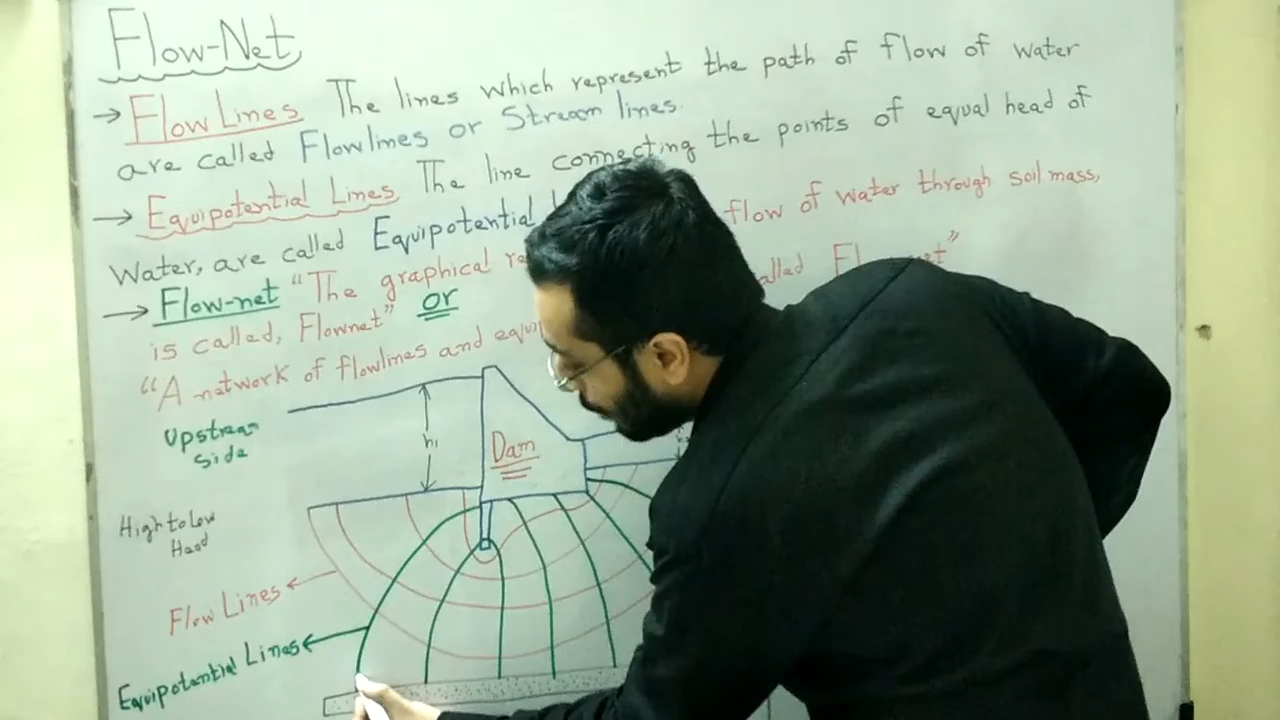 Flow-Net
→ Flow Lines The lines which represent the path of flow of water
are called Flowlines or Stream lines.
→ Equipotential Lines The line connecting the points of equal head of
Water, are called Equipotential
→ Flow-net "The graphical flow of water through soil mass,
is called, Flownet" or
"A network of flowlines and
Upstream
side
h₁
Dam
High to Low
Head
Flow Lines
Equipotential Lines